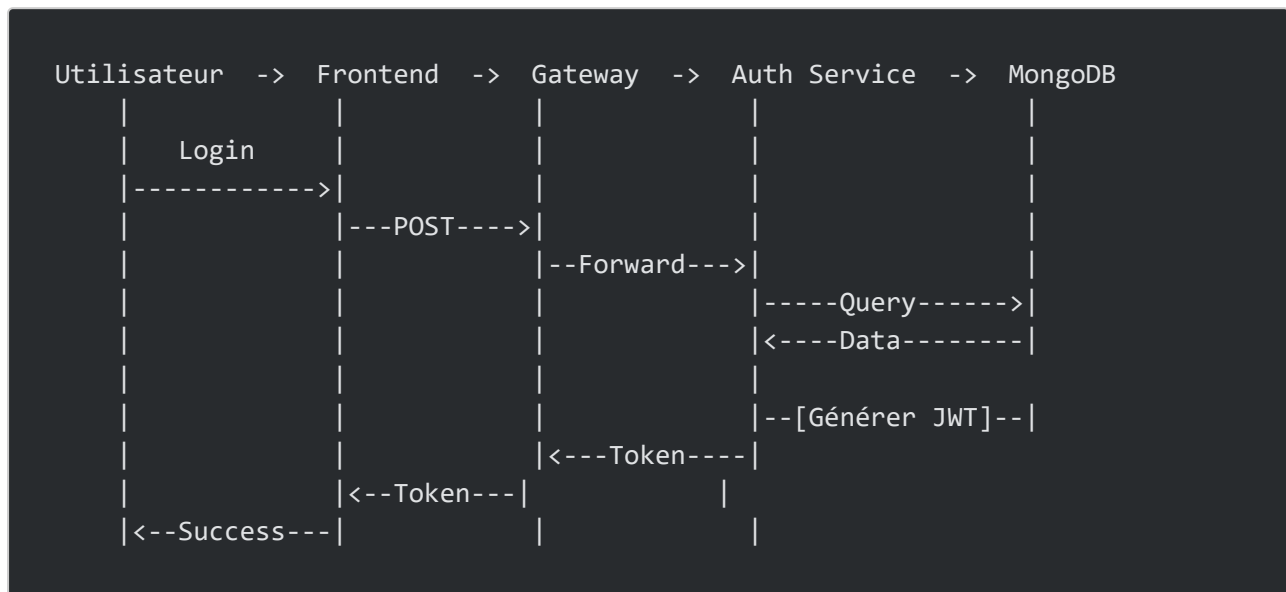 Utilisateur  ->  Frontend  ->  Gateway  ->  Auth Service  ->  MongoDB
    |              |            |              |                 |
    |   Login      |            |              |                 |
    |------------>|            |              |                 |
    |              |---POST---->|              |                 |
    |              |            |--Forward--->|                 |
    |              |            |              |-----Query------>|
    |              |            |              |<----Data--------|
    |              |            |              |
    |              |            |              |--[Générer JWT]--|
    |              |            |<---Token----|
    |              |<--Token---|            |
    |<--Success---|            |              |